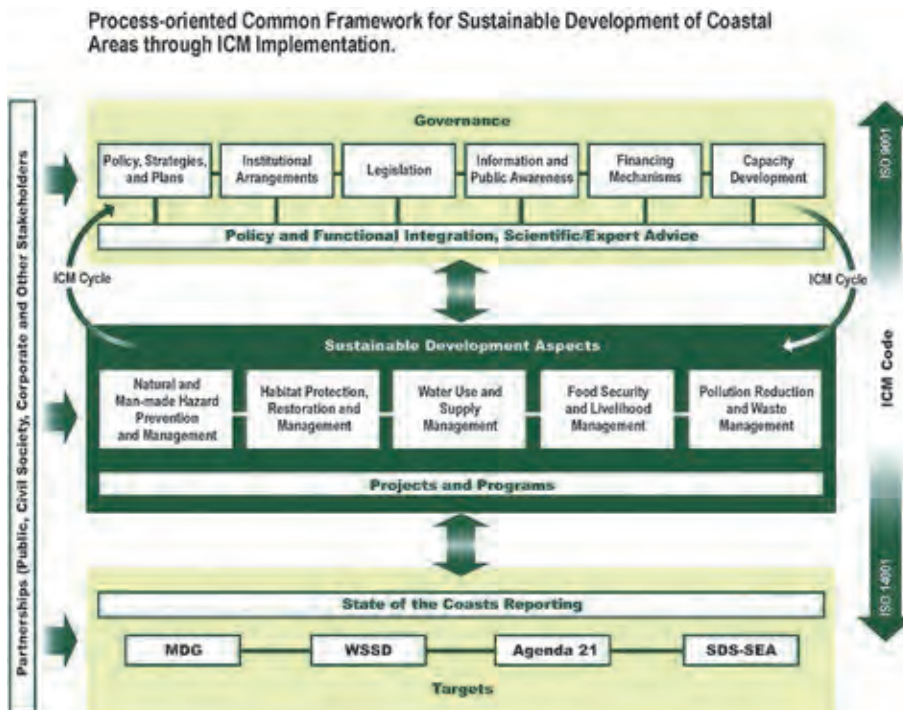 Process-oriented Common Framework for Sustainable Development of Coastal
Areas through ICM Implementation.
Partnerships (Public, Civil Society, Corporate and Other Stakeholders
Governance
Policy, Strategies,
and Plans
Institutional
Arrangements
Legislation
Information and
Public Awareness
Financing
Mechanisms
Capacity
Development
Policy and Functional Integration, Scientific/Expert Advice
ICM Cycle
ICM Cycle
Sustainable Development Aspects
Natural and
Man-made Hazard
Prevention
and Management
Habitat Protection,
Restoration and
Management
Water Use and
Supply
Management
Food Security
and Livelihood
Management
Pollution Reduction
and Waste
Management
Projects and Programs
State of the Coasts Reporting
MDG
WSSD
Agenda 21
SDS-SEA
Targets
ISO 9001
ICM Code
ISO 14001